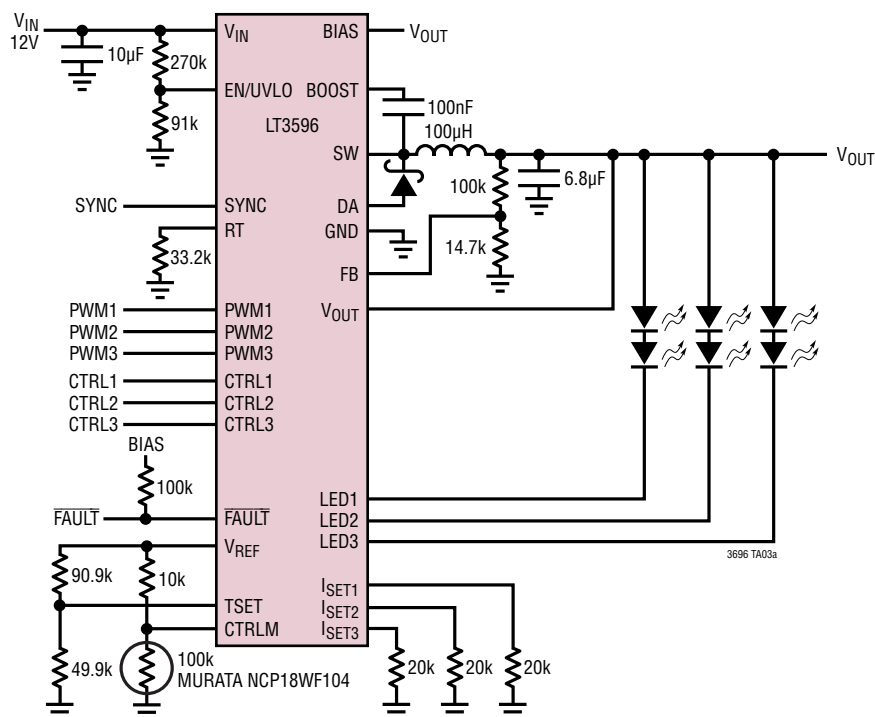 VIN
12V
10µF
270k
91k
VIN
EN/UVLO
BIAS
VOUT
BOOST
LT3596
100nF
100µH
SW
VOUT
100k
6.8µF
DA
GND
14.7k
FB
VOUT
SYNC
SYNC
RT
33.2k
PWM1
PWM1
PWM2
PWM2
PWM3
PWM3
CTRL1
CTRL1
CTRL2
CTRL2
CTRL3
CTRL3
BIAS
100k
FAULT
FAULT
LED1
LED2
LED3
3696 TA03a
VREF
90.9k
10k
TSET
CTRLM
49.9k
100k
MURATA NCP18WF104
ISET1
ISET2
ISET3
20k
20k
20k